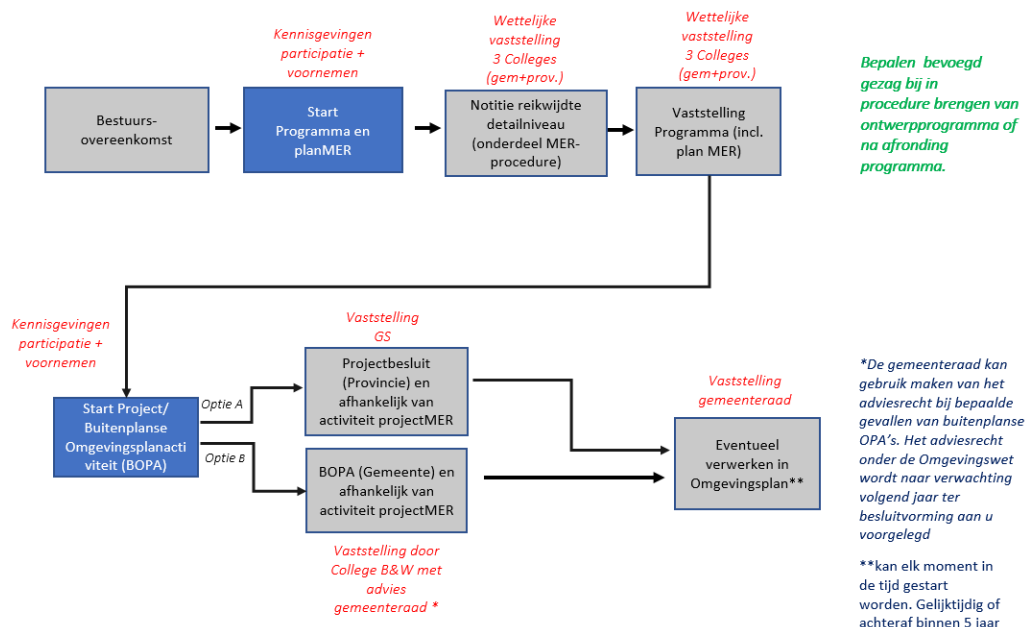 Kennisgevingen
participatie +
voornemen
Wettelijke
vaststelling
3 Colleges
(gem+prov.)
Wettelijke
vaststelling
3 Colleges
(gem+prov.)
Bestuurs-
overeenkomst
Start
Programma en
planMER
Notitie reikwijdte
detailniveau
(onderdeel MER-
procedure)
Vaststelling
Programma (incl.
plan MER)
Bepalen bevoegd
gezag bij in
procedure brengen van
ontwerpprogramma of
na afronding
programma.
Kennisgevingen
participatie +
voornemen
Start Project/
Buitenplanse
Omgevingsplanacti
viteit (BOPA)
Optie A
Optie B
Vaststelling
GS
Projectbesluit
(Provincie) en
afhankelijk van
activiteit projectMER
BOPA (Gemeente) en
afhankelijk van
activiteit projectMER
Vaststelling door
College B&W met
advies
gemeenteraad *
Vaststelling
gemeenteraad
Eventueel
verwerken in
Omgevingsplan**
*De gemeenteraad kan
gebruik maken van het
adviesrecht bij bepaalde
gevallen van buitenplanse
OPA's. Het adviesrecht
onder de Omgevingswet
wordt naar verwachting
volgend jaar ter
besluitvorming aan u
voorgelegd
**kan elk moment in
de tijd gestart
worden. Gelijktijdig of
achteraf binnen 5 jaar